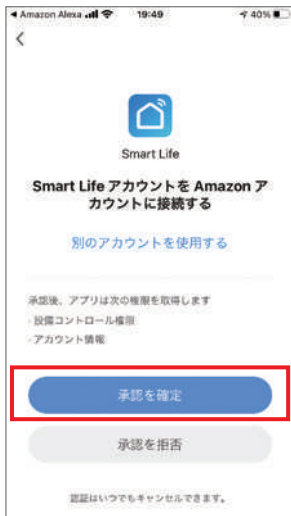 ◀ Amazon Alexa 19:49 40%
Smart Life
Smart Life アカウントを Amazon ア
カウントに接続する
別のアカウントを使用する
承認後、アプリは次の権限を取得します
·設備コントロール権限
·アカウント情報
承認を確定
承認を拒否
認証はいつでもキャンセルできます。